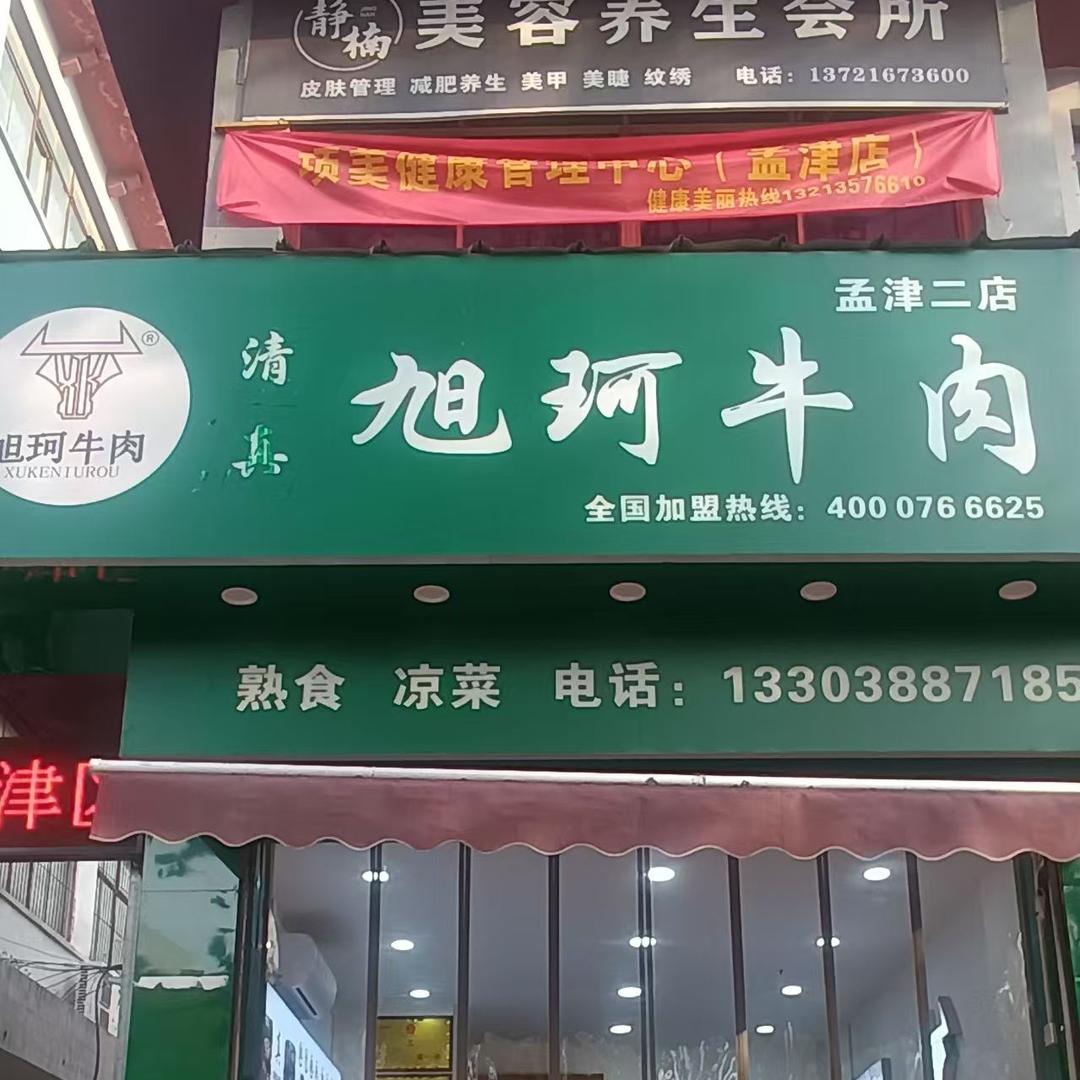 静楠
JING NAN
美容养生会所
皮肤管理 减肥养生 美甲 美睫 纹绣 电话：13721673600
项美健康管理中心（孟津店）
健康美丽热线13213576610
孟津二店
清真
旭珂牛肉
R
旭珂牛肉
XUKENIUROU
全国加盟热线：400 076 6625
熟食 凉菜 电话：13303887185
津区